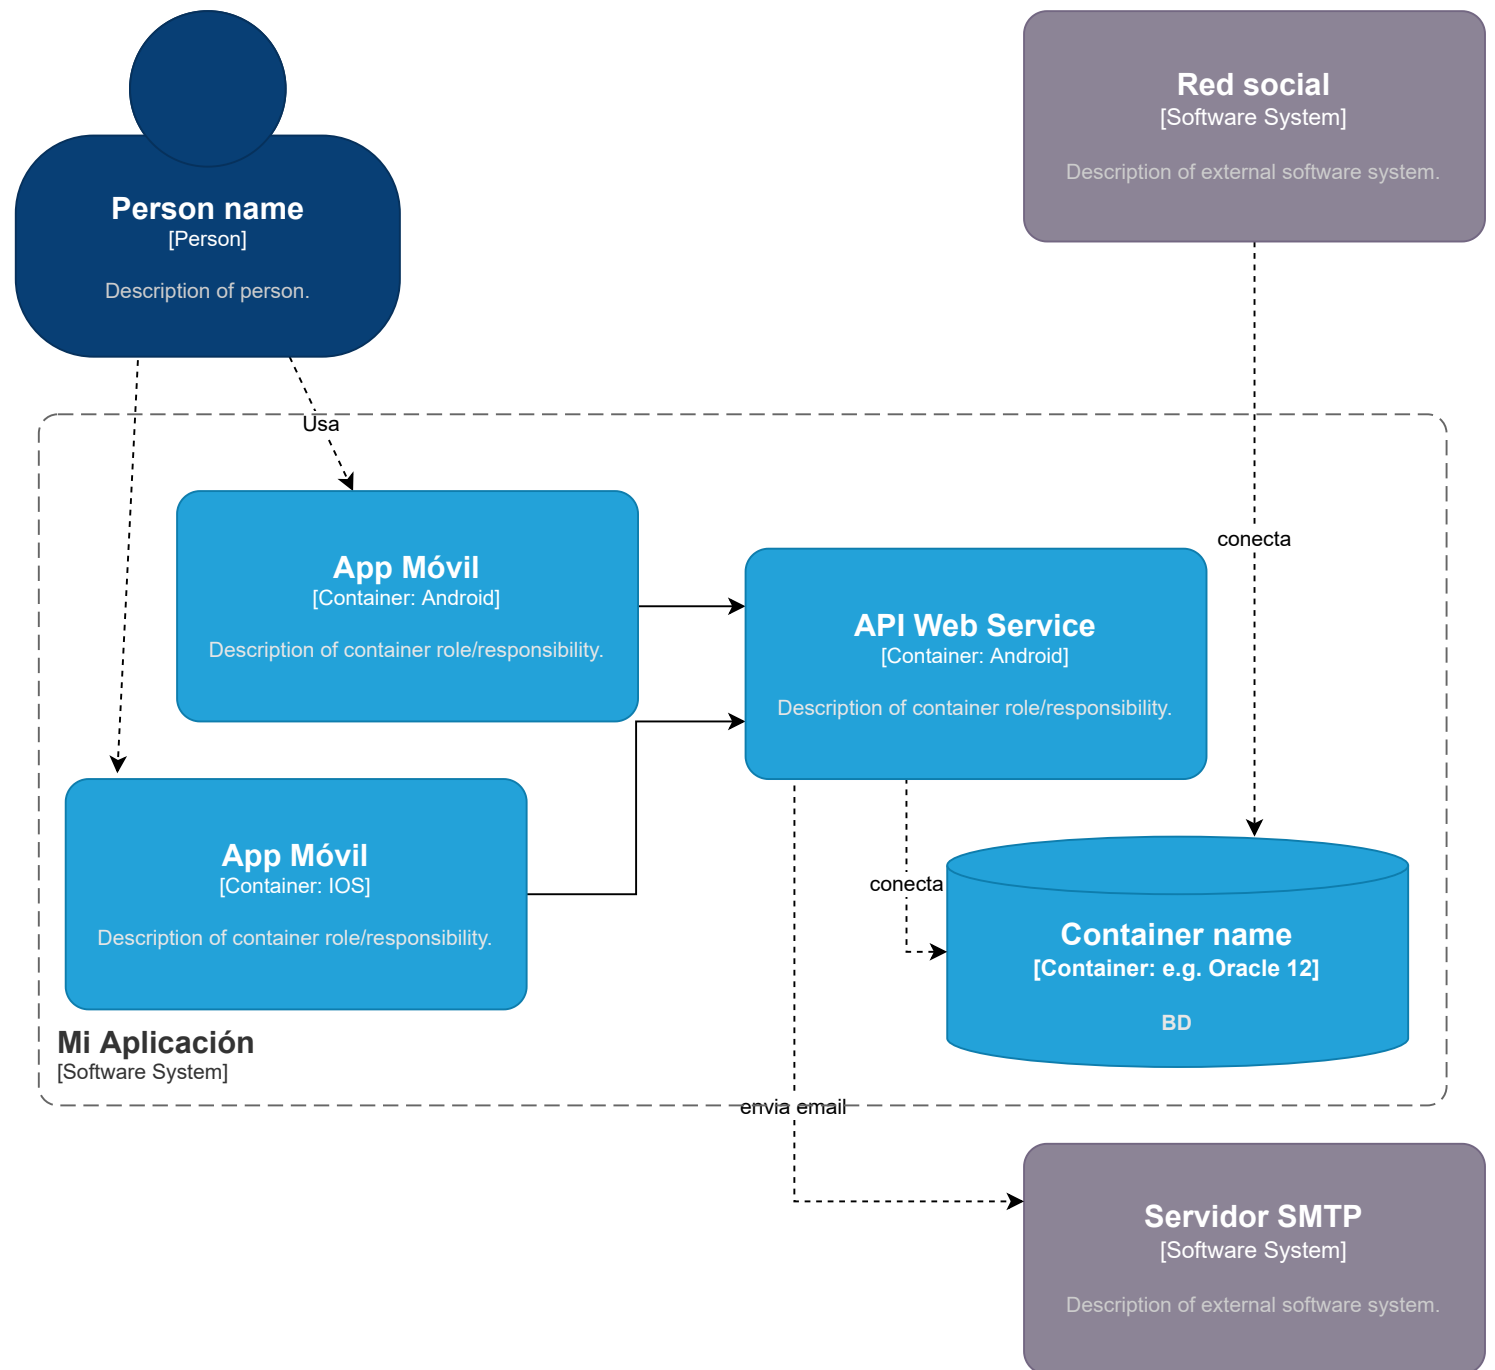 Person name
[Person]
Description of person.
Red social
[Software System]
Description of external software system.
Usa
App Móvil
[Container: Android]
Description of container role/responsibility.
conecta
API Web Service
[Container: Android]
Description of container role/responsibility.
App Móvil
[Container: IOS]
Description of container role/responsibility.
conecta
Container name
[Container: e.g. Oracle 12]
BD
Mi Aplicación
[Software System]
envia email
Servidor SMTP
[Software System]
Description of external software system.